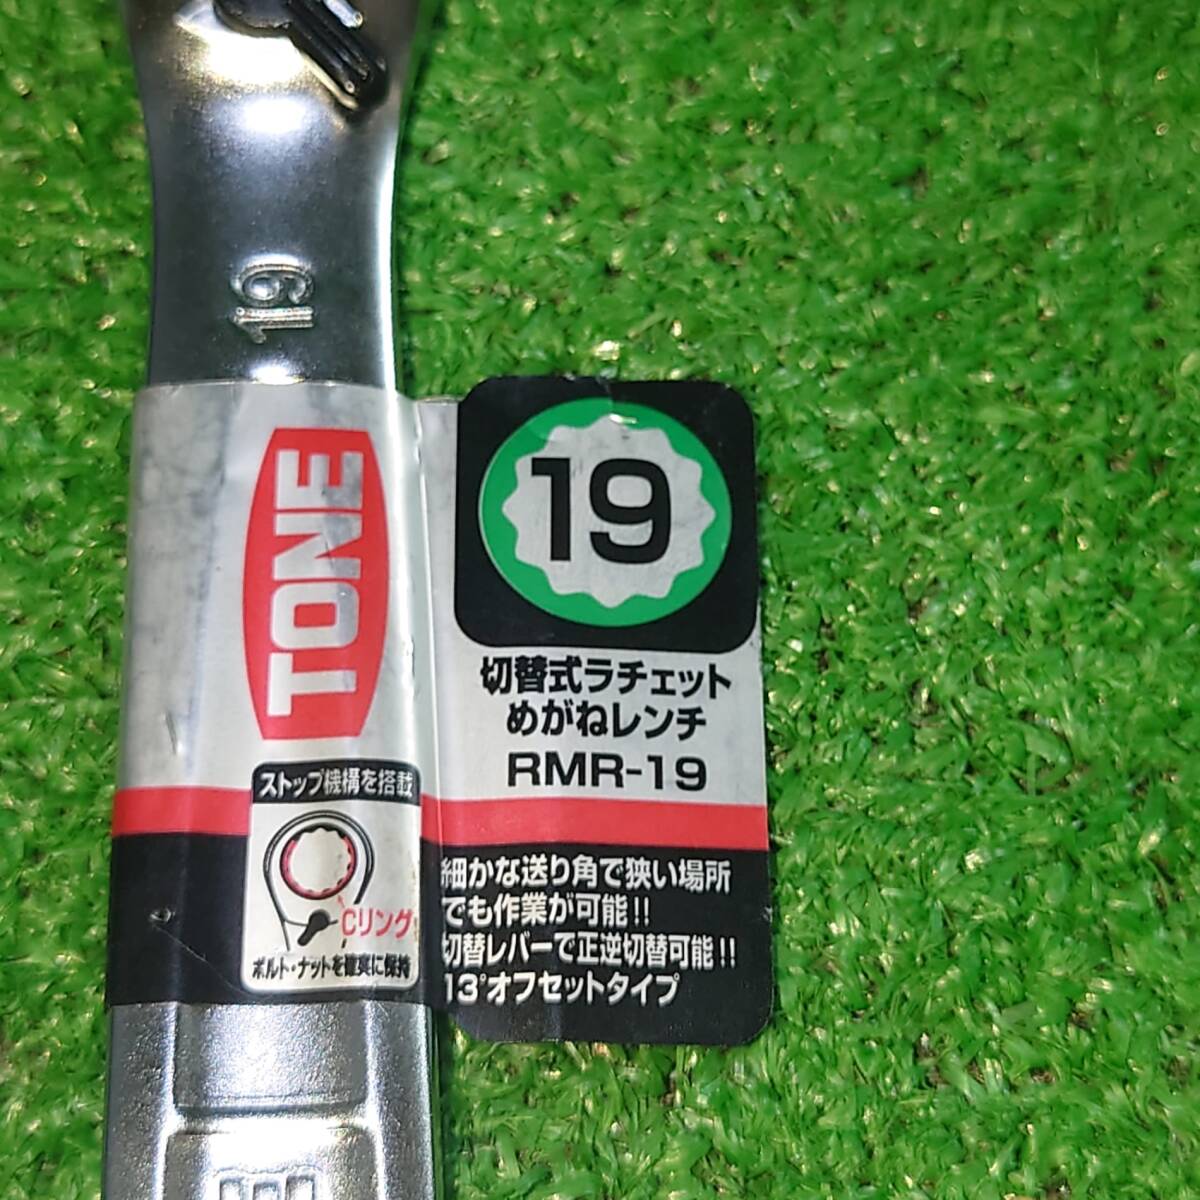 19
TONE
ストップ機構を搭載
Cリング
ボルト・ナットを確実に保持
19
切替式ラチェット
めがねレンチ
RMR-19
細かな送り角で狭い場所
でも作業が可能!!
切替レバーで正逆切替可能!!
13°オフセットタイプ